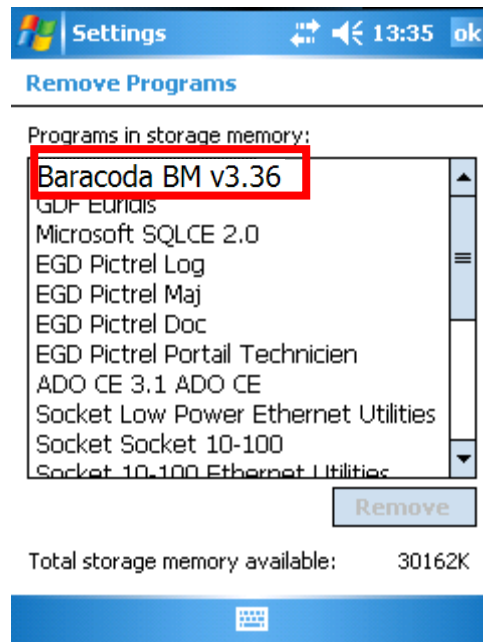 Settings 13:35 ok
Remove Programs
Programs in storage memory:
Baracoda BM v3.36
GDF Euridis
Microsoft SQLCE 2.0
EGD Pictrel Log
EGD Pictrel Maj
EGD Pictrel Doc
EGD Pictrel Portail Technicien
ADO CE 3.1 ADO CE
Socket Low Power Ethernet Utilities
Socket Socket 10-100
Socket 10-100 Ethernet Utilities
Remove
Total storage memory available: 30162K